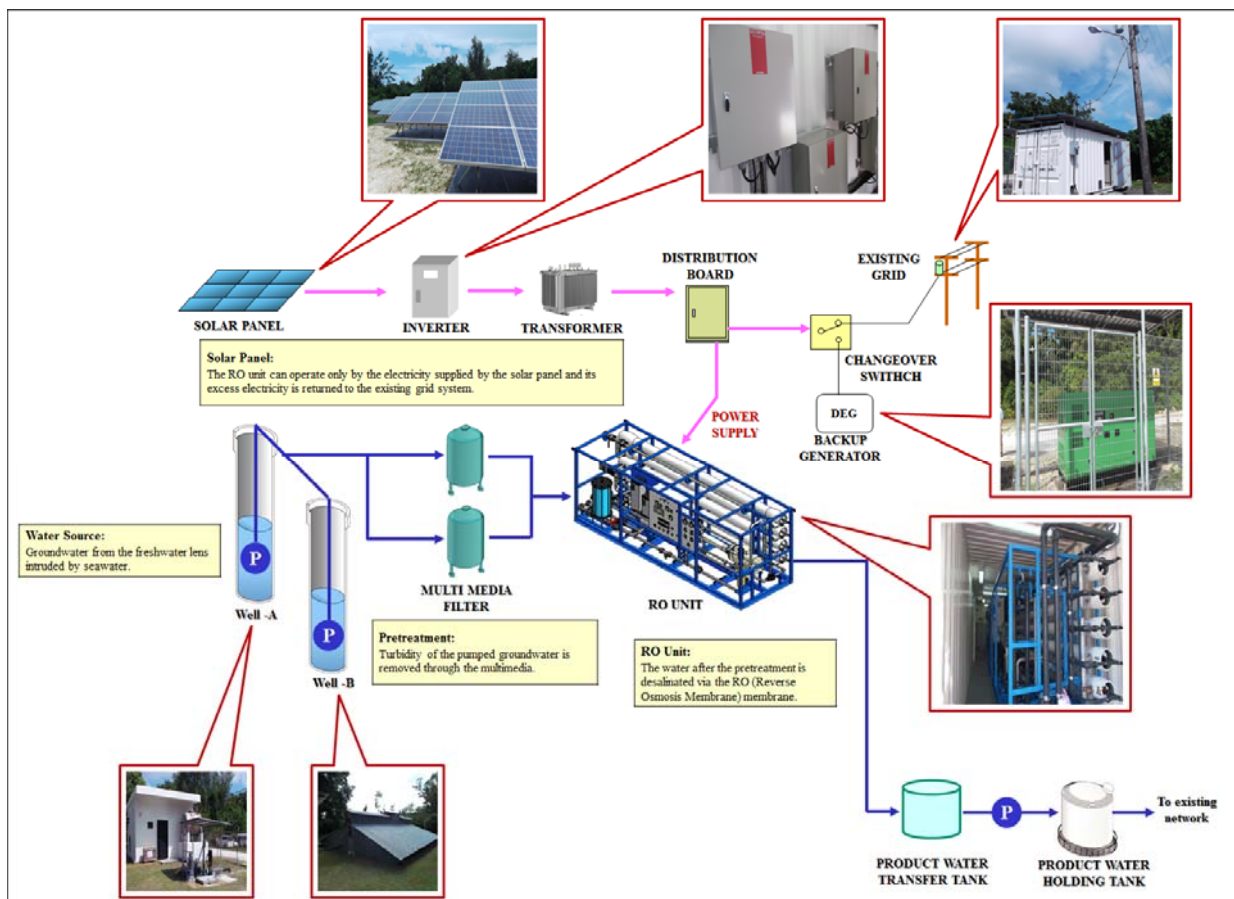 DISTRIBUTION
BOARD
EXISTING
GRID
SOLAR PANEL
INVERTER
TRANSFORMER
CHANGEOVER
SWITHCH
Solar Panel:
The RO unit can operate only by the electricity supplied by the solar panel and its
excess electricity is returned to the existing grid system.
POWER
SUPPLY
DEG
BACKUP
GENERATOR
Water Source:
Groundwater from the freshwater lens
intruded by seawater.
P
P
Well -A
Well -B
MULTI MEDIA
FILTER
Pretreatment:
Turbidity of the pumped groundwater is
removed through the multimedia.
RO UNIT
RO Unit:
The water after the pretreatment is
desalinated via the RO (Reverse
Osmosis Membrane) membrane.
P
To existing
network
PRODUCT WATER
TRANSFER TANK
PRODUCT WATER
HOLDING TANK